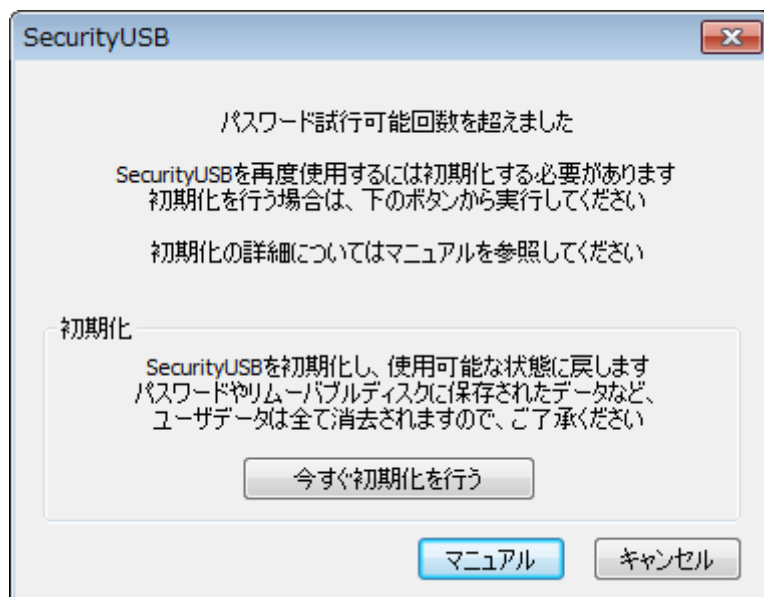 SecurityUSB
パスワード試行可能回数を超えました
SecurityUSBを再度使用するには初期化する必要があります
初期化を行う場合は、下のボタンから実行してください
初期化の詳細についてはマニュアルを参照してください
初期化
SecurityUSBを初期化し、使用可能な状態に戻します
パスワードやリムーバブルディスクに保存されたデータなど、
ユーザデータは全て消去されますので、ご了承ください
今すぐ初期化を行う
マニュアル
キャンセル